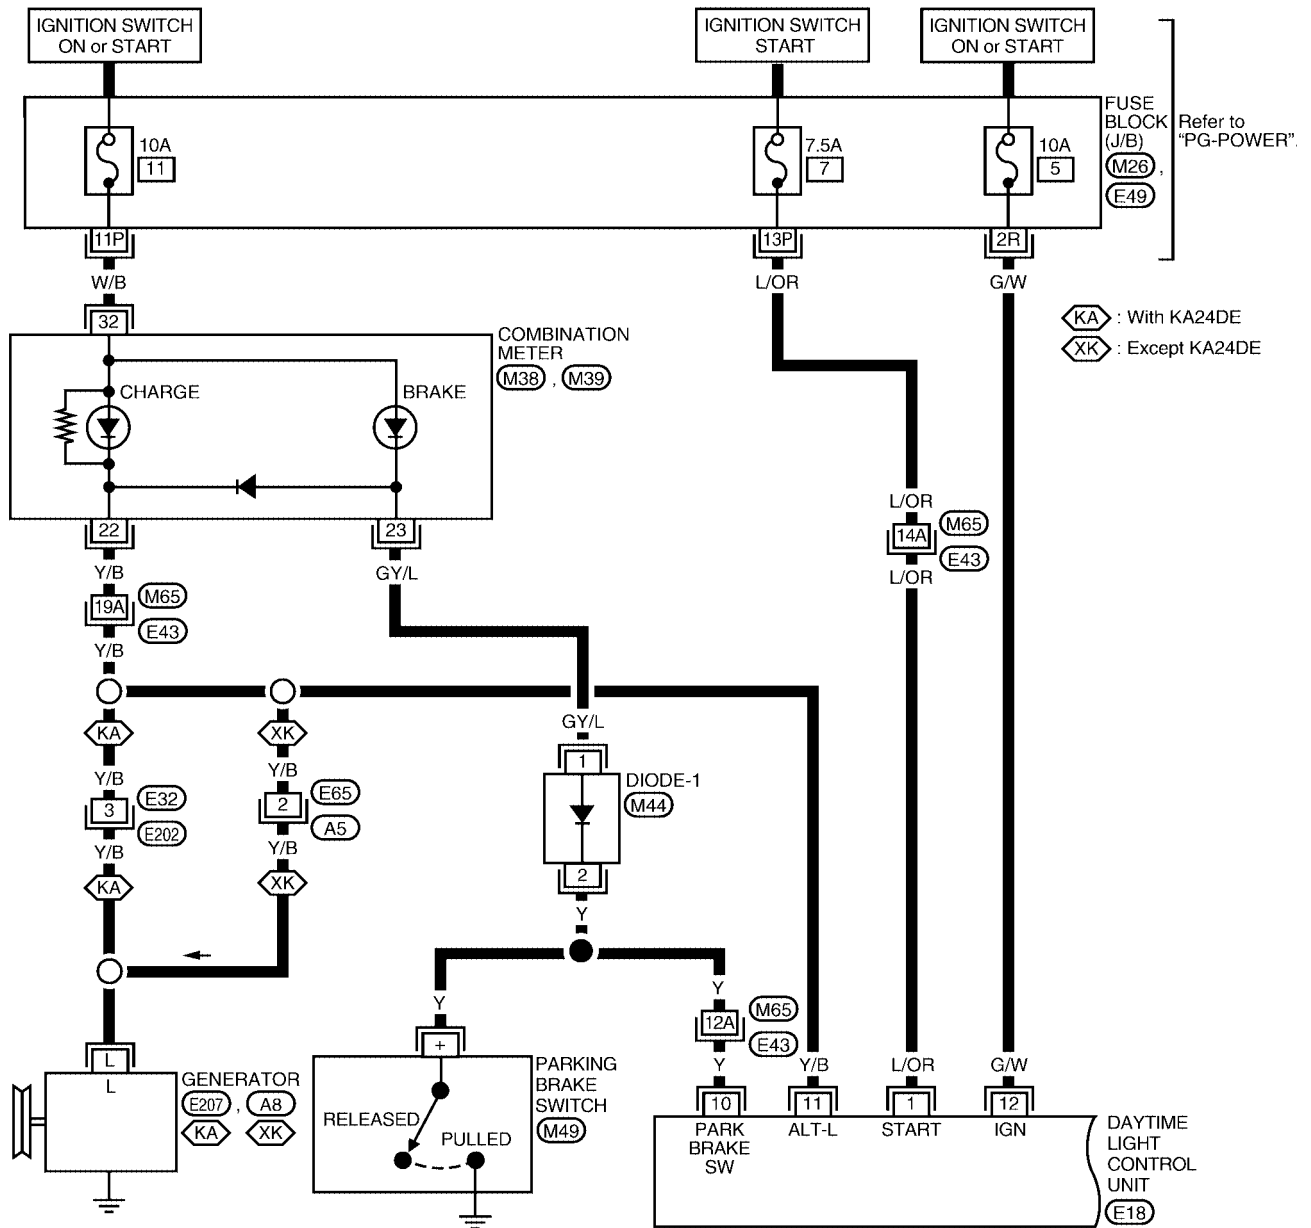 IGNITION SWITCH
ON or START
IGNITION SWITCH
START
IGNITION SWITCH
ON or START
10A
11
7.5A
7
10A
5
FUSE
BLOCK
(J/B)
M26 ,
E49
Refer to
“PG-POWER”.
11P
13P
2R
W/B
L/OR
G/W
32
KA : With KA24DE
XK : Except KA24DE
COMBINATION
METER
M38 , M39
CHARGE
BRAKE
22
23
Y/B
GY/L
L/OR
14A
M65
E43
L/OR
19A
M65
E43
Y/B
KA
XK
GY/L
Y/B
Y/B
1
DIODE-1
M44
3
E32
E202
2
E65
A5
Y/B
Y/B
KA
XK
2
Y
Y
Y
12A
M65
E43
Y
Y/B
L/OR
G/W
L
L
GENERATOR
E207 , A8
KA XK
+
RELEASED
PULLED
PARKING
BRAKE
SWITCH
M49
10
11
1
12
PARK
BRAKE
SW
ALT-L
START
IGN
DAYTIME
LIGHT
CONTROL
UNIT
E18